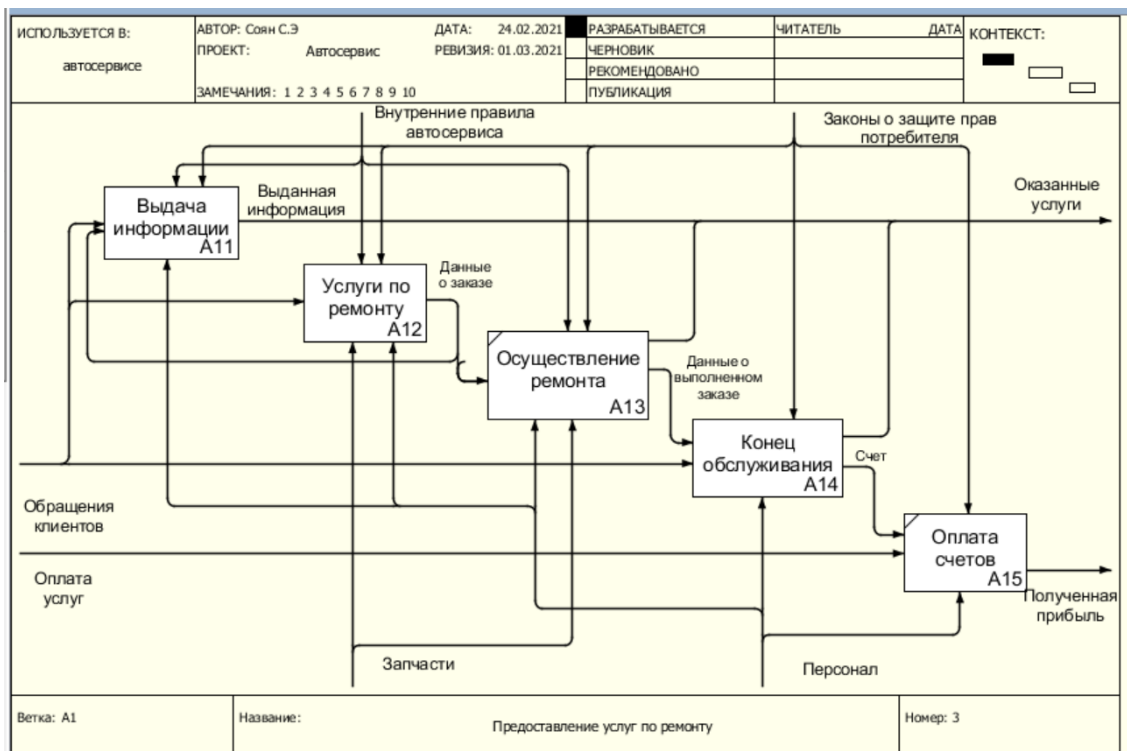 ИСПОЛЬЗУЕТСЯ В:
автосервисе
АВТОР: Соян С.Э
ДАТА: 24.02.2021
ПРОЕКТ: Автосервис
РЕВИЗИЯ: 01.03.2021
ЗАМЕЧАНИЯ: 1 2 3 4 5 6 7 8 9 10
РАЗРАБАТЫВАЕТСЯ
ЧЕРНОВИК
РЕКОМЕНДОВАНО
ПУБЛИКАЦИЯ
ЧИТАТЕЛЬ
ДАТА
КОНТЕКСТ:
Внутренние правила
автосервиса
Законы о защите прав
потребителя
Выдача
информации
A11
Выданная
информация
Оказанные
услуги
Услуги по
ремонту
A12
Данные
о заказе
Осуществление
ремонта
A13
Данные о
выполненном
заказе
Конец
обслуживания
A14
Счет
Обращения
клиентов
Оплата
счетов
A15
Оплата
услуг
Полученная
прибыль
Запчасти
Персонал
Ветка: A1
Название:
Предоставление услуг по ремонту
Номер: 3